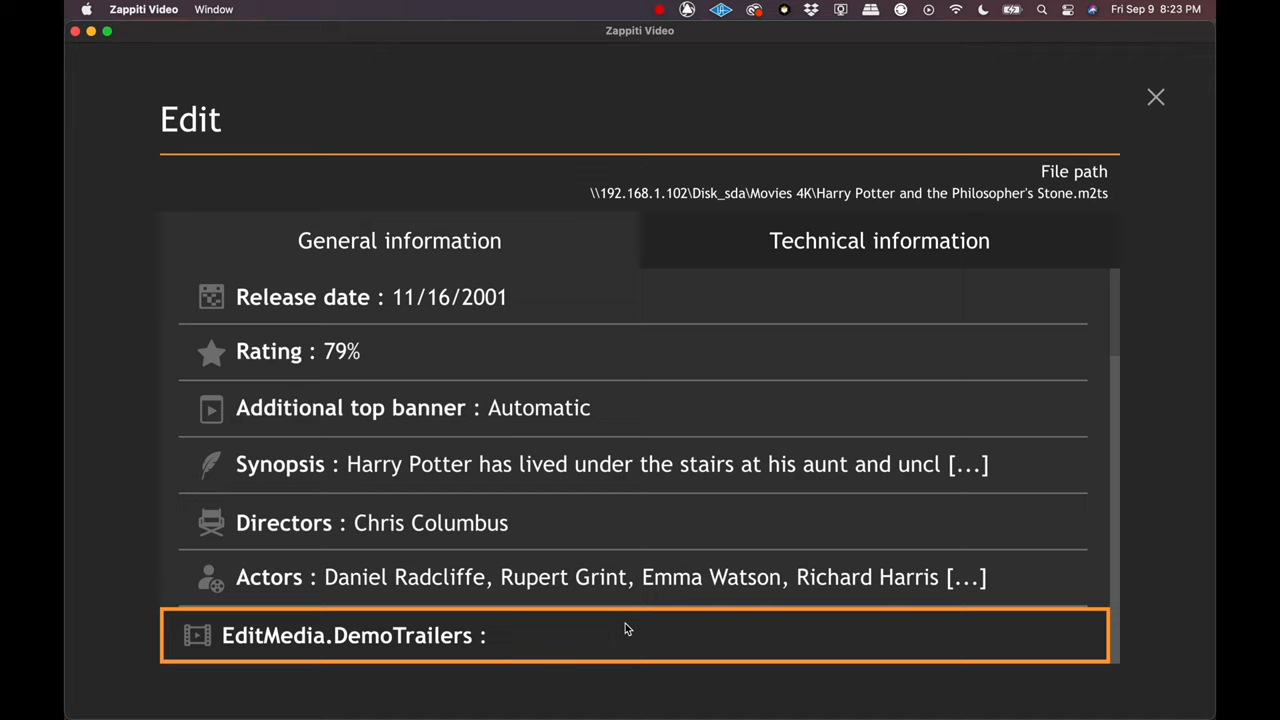 Zappiti Video Window Fri Sep 9 8:23 PM
Zappiti Video
Edit
File path
\\192.168.1.102\Disk_sda\Movies 4K\Harry Potter and the Philosopher's Stone.m2ts
General information Technical information
Release date : 11/16/2001
Rating : 79%
Additional top banner : Automatic
Synopsis : Harry Potter has lived under the stairs at his aunt and uncl [...]
Directors : Chris Columbus
Actors : Daniel Radcliffe, Rupert Grint, Emma Watson, Richard Harris [...]
EditMedia.DemoTrailers :